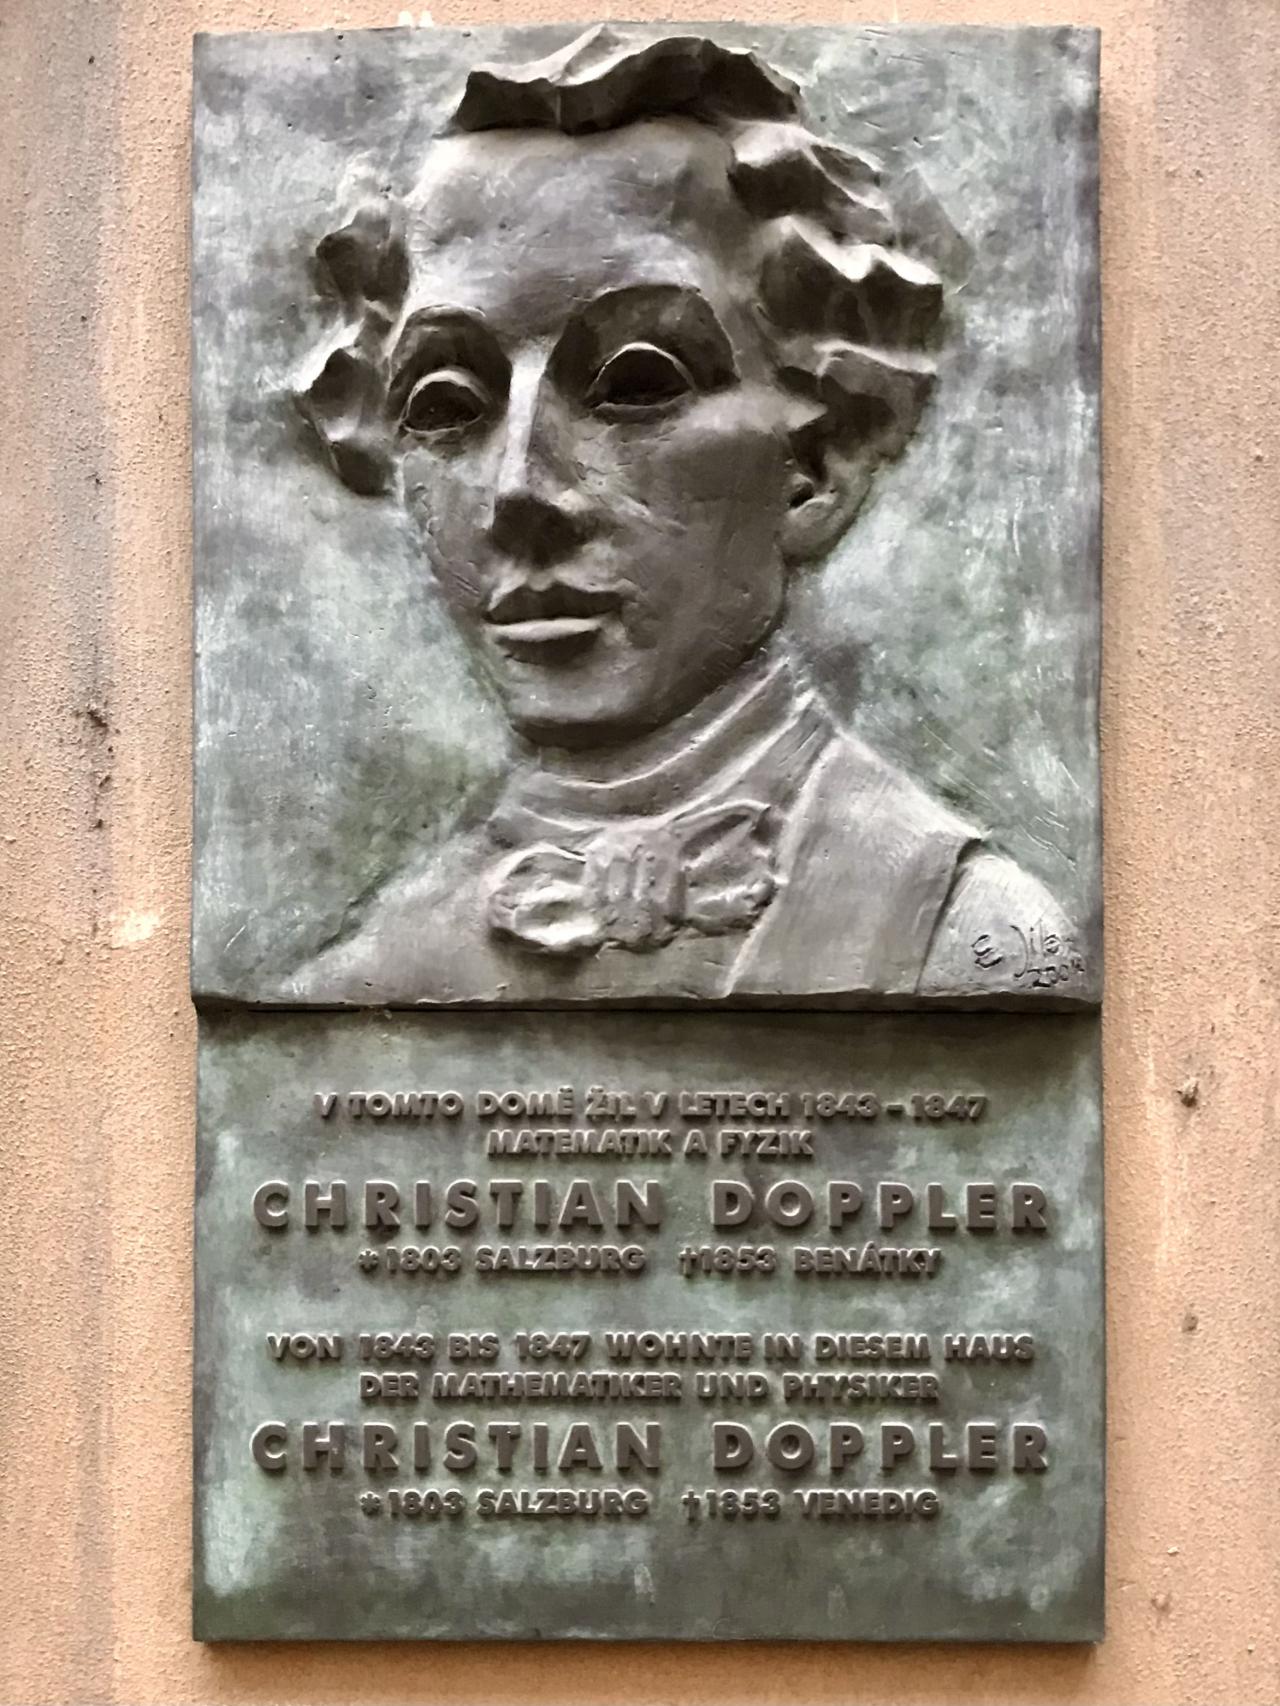 V TOMTO DOMĚ ŽIL V LETECH 1843 – 1847
MATEMATIK A FYZIK
CHRISTIAN DOPPLER
*1803 SALZBURG †1853 BENÁTKY
VON 1843 BIS 1847 WOHNTE IN DIESEM HAUS
DER MATHEMATIKER UND PHYSIKER
CHRISTIAN DOPPLER
*1803 SALZBURG †1853 VENEDIG